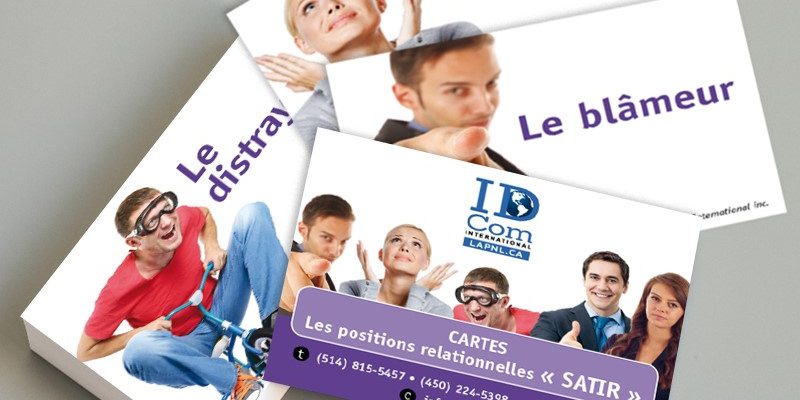 Le
distray
Le blâmeur
International inc.
ID
Com
INTERNATIONAL
LAPNL.CA
CARTES
Les positions relationnelles « SATIR »
t (514) 815-5457 • (450) 224-5398
c